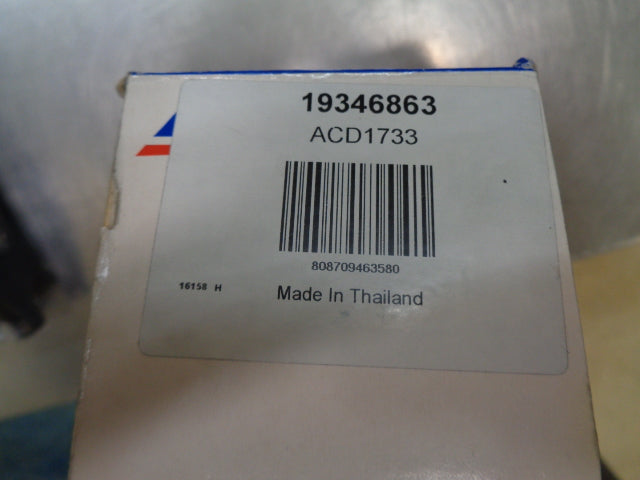 19346863
ACD1733
808709463580
16158 H
Made In Thailand